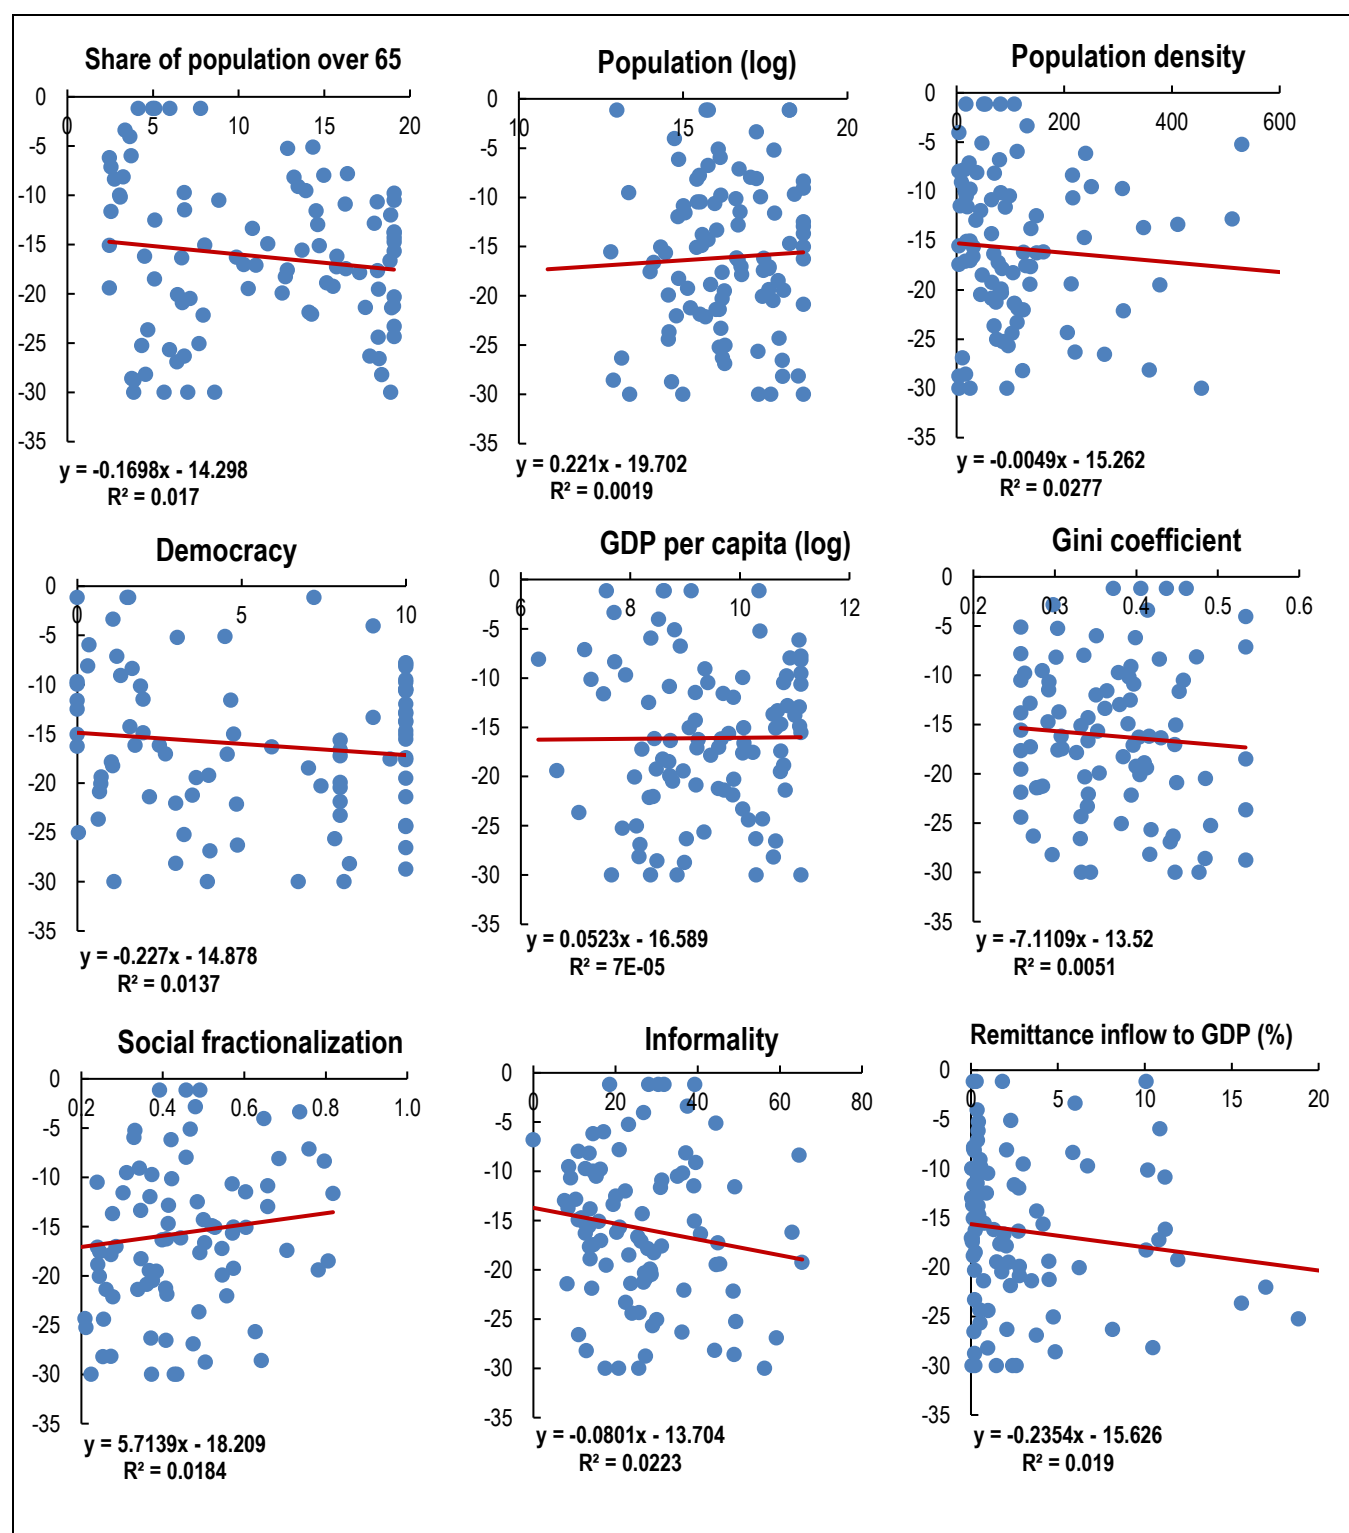 Share of population over 65
0
-5
-10
-15
-20
-25
-30
-35
0 5 10 15 20
y = -0.1698x - 14.298
R² = 0.017
Population (log)
0
-5
-10
-15
-20
-25
-30
-35
10 15 20
y = 0.221x - 19.702
R² = 0.0019
Population density
0
-5
-10
-15
-20
-25
-30
-35
0 200 400 600
y = -0.0049x - 15.262
R² = 0.0277
Democracy
0
-5
-10
-15
-20
-25
-30
-35
0 5 10
y = -0.227x - 14.878
R² = 0.0137
GDP per capita (log)
0
-5
-10
-15
-20
-25
-30
-35
6 8 10 12
y = 0.0523x - 16.589
R² = 7E-05
Gini coefficient
0
-5
-10
-15
-20
-25
-30
-35
0.2 0.3 0.4 0.5 0.6
y = -7.1109x - 13.52
R² = 0.0051
Social fractionalization
0
-5
-10
-15
-20
-25
-30
-35
0.2 0.4 0.6 0.8 1.0
y = 5.7139x - 18.209
R² = 0.0184
Informality
0
-5
-10
-15
-20
-25
-30
-35
0 20 40 60 80
y = -0.0801x - 13.704
R² = 0.0223
Remittance inflow to GDP (%)
0
-5
-10
-15
-20
-25
-30
-35
0 5 10 15 20
y = -0.2354x - 15.626
R² = 0.019